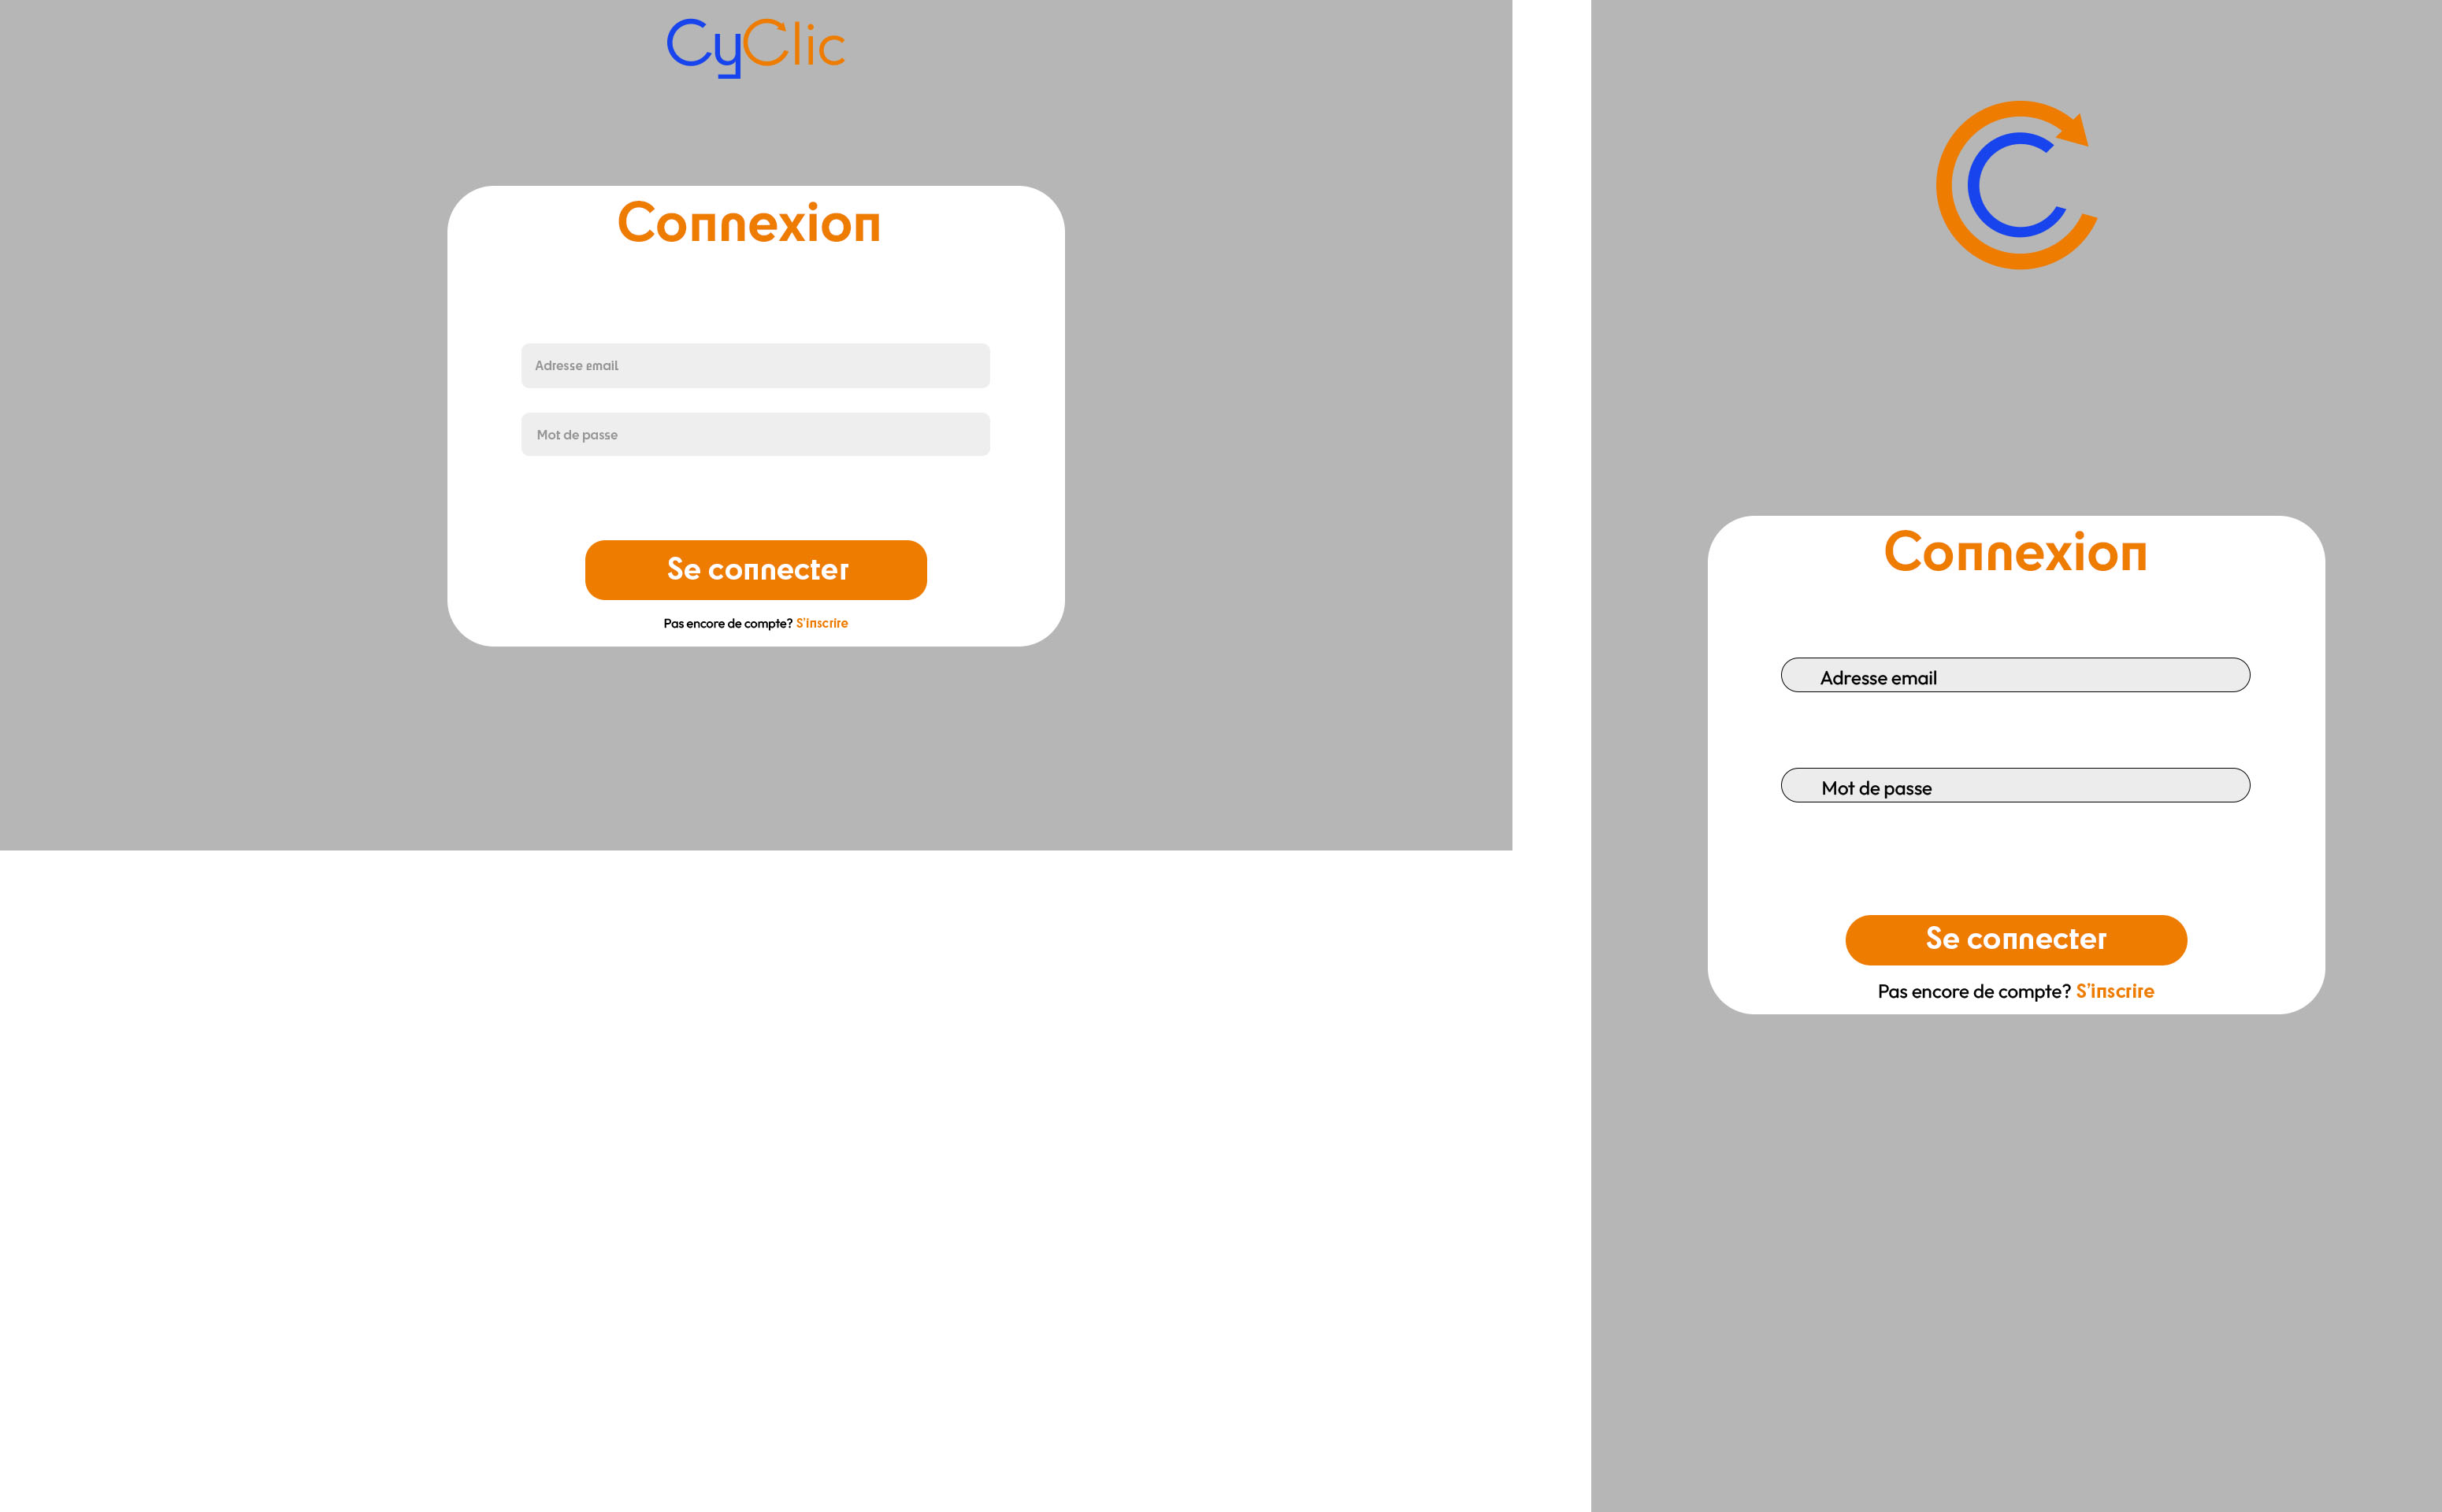 CyClic
Connexion
Adresse email
Mot de passe
Se connecter
Pas encore de compte? S'inscrire
Connexion
Adresse email
Mot de passe
Se connecter
Pas encore de compte? S'inscrire